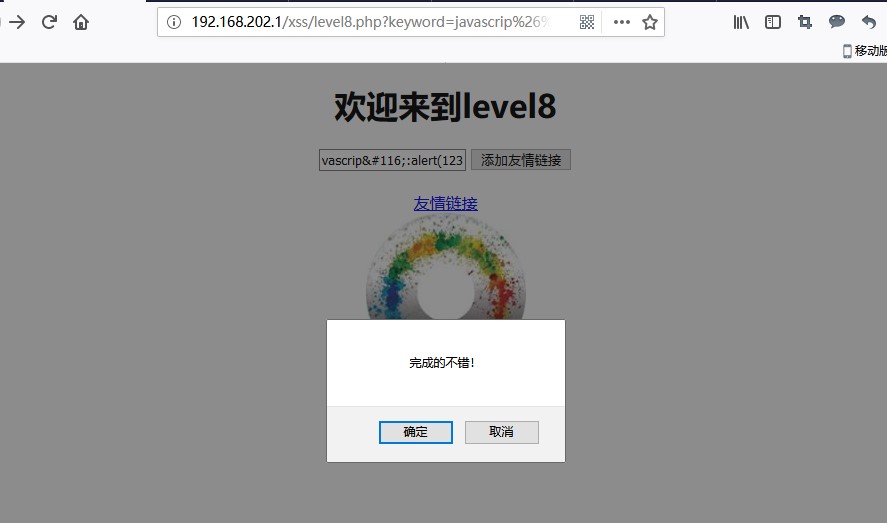 192.168.202.1/xss/level8.php?keyword=javascrip%26%
移动版
欢迎来到level8
vascrip&#116;:alert(123
添加友情链接
友情链接
完成的不错!
确定
取消